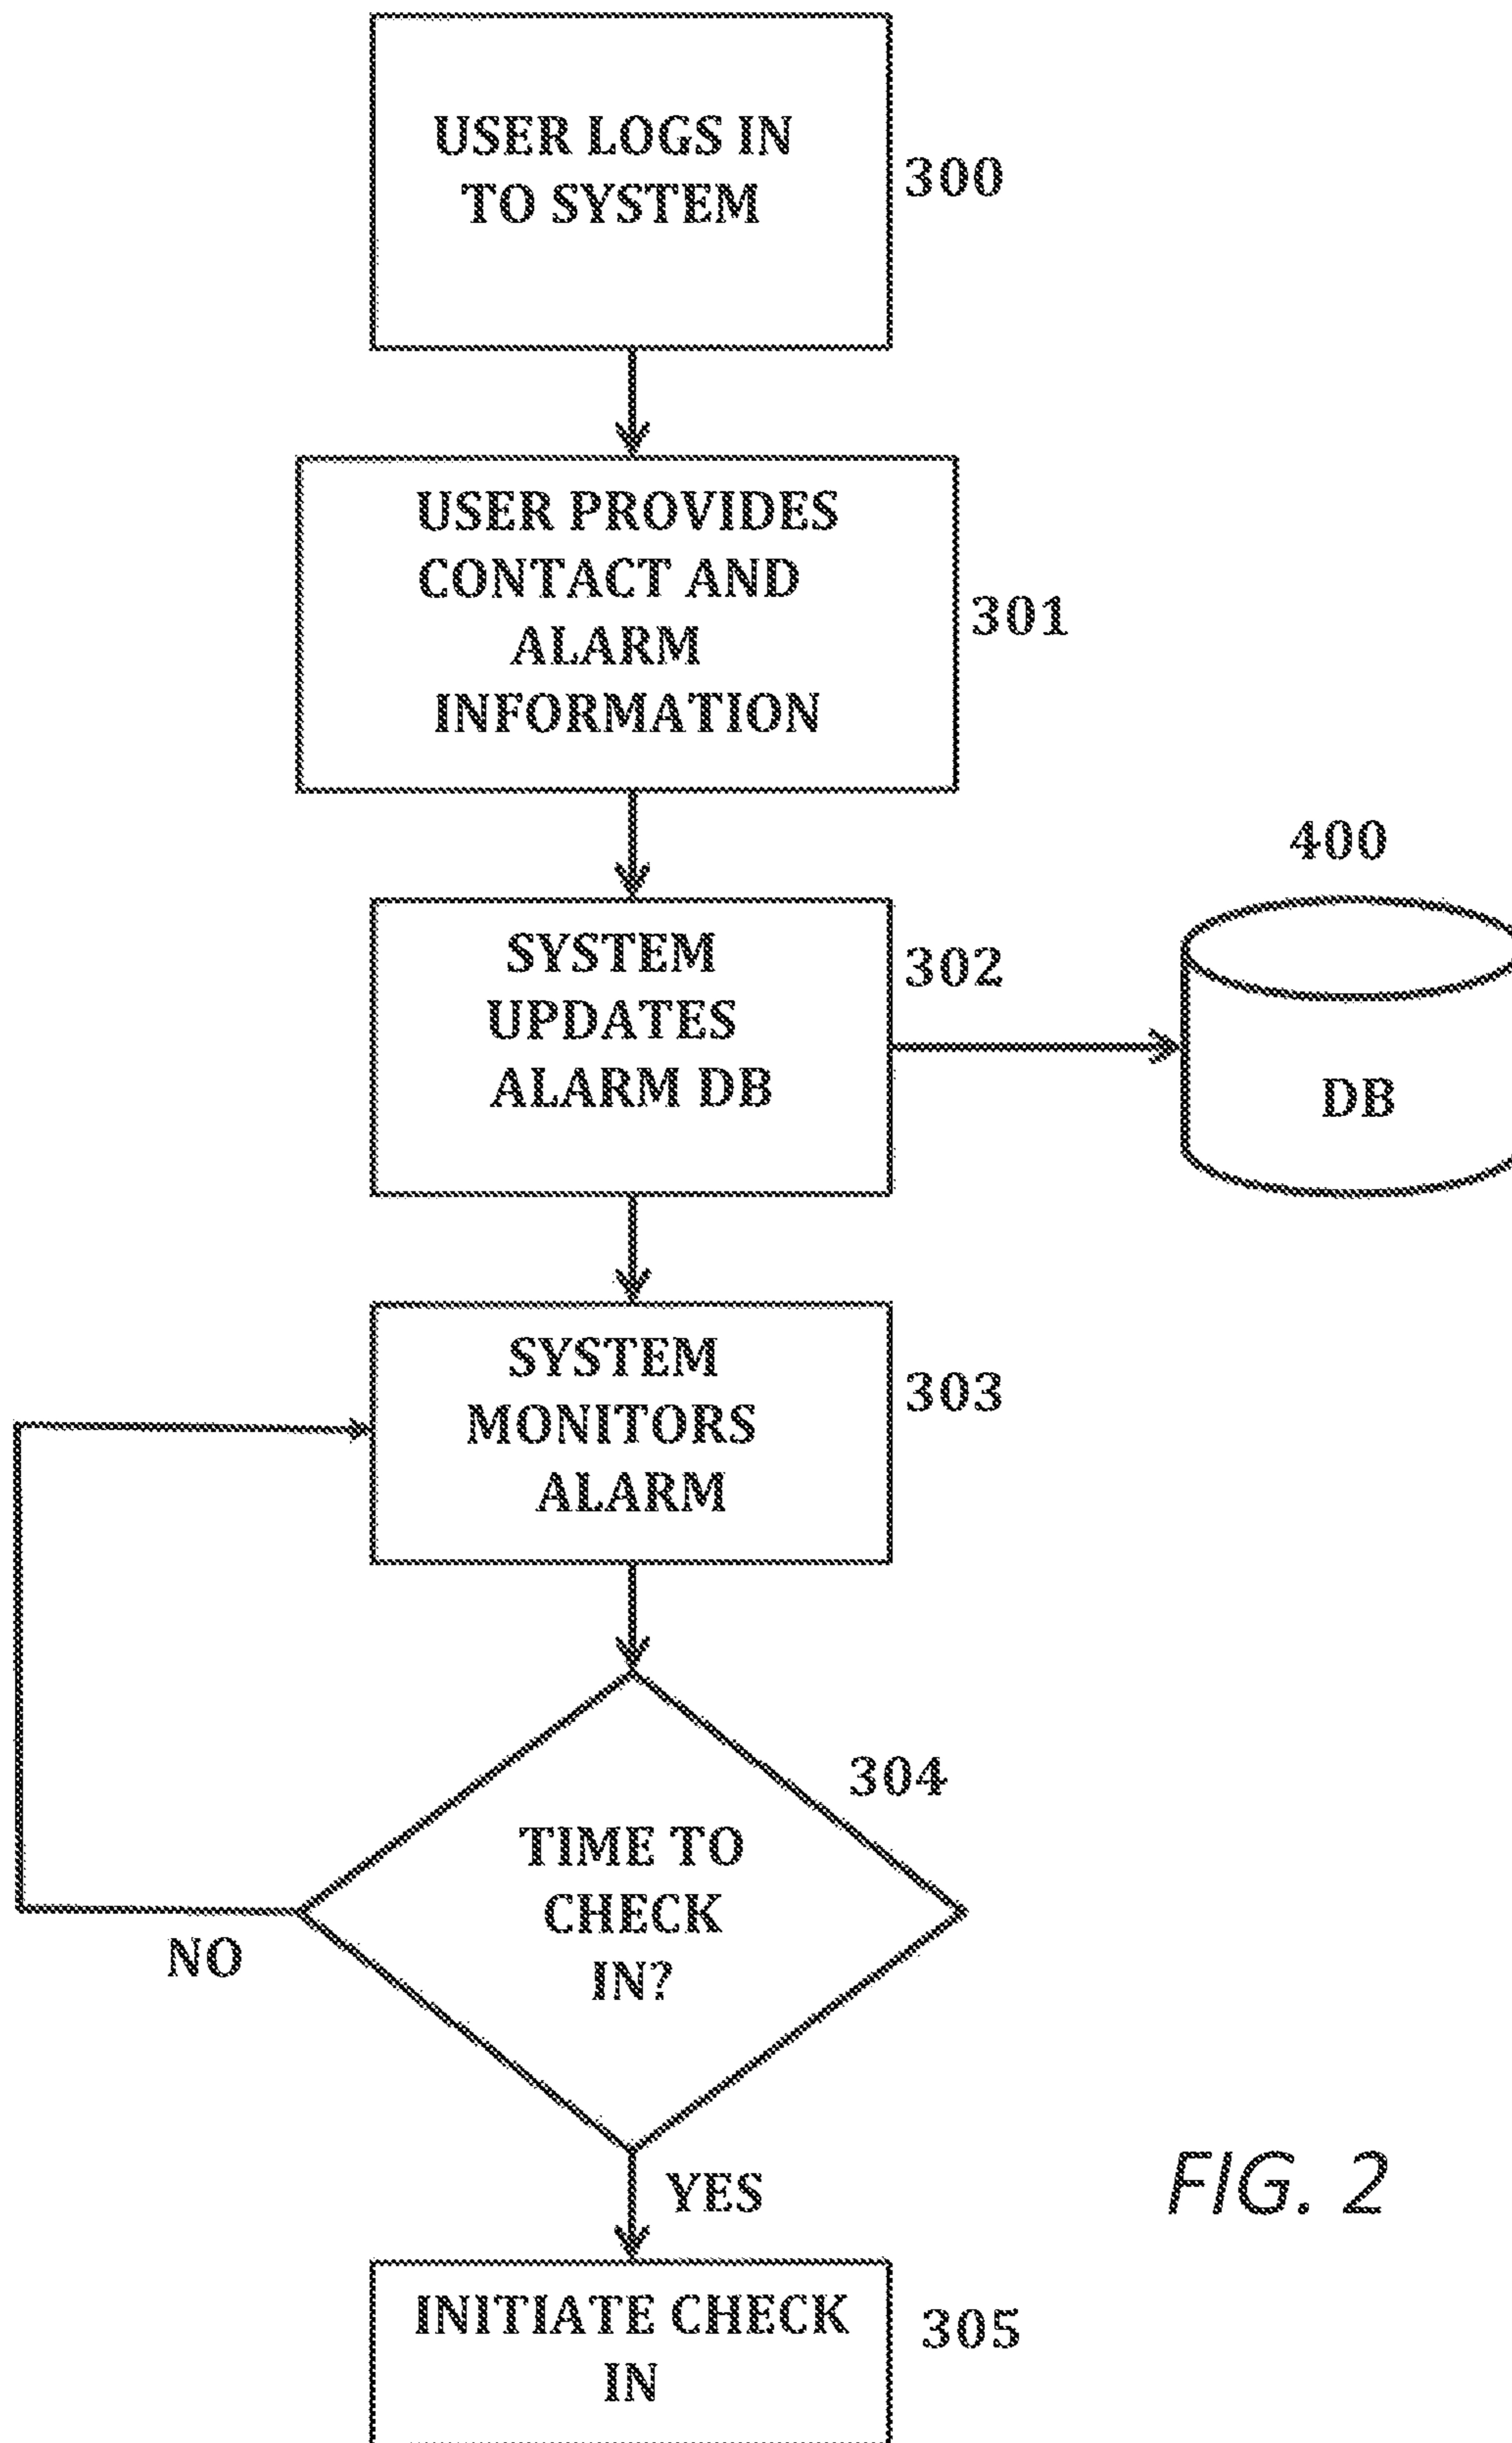 USER LOGS IN
TO SYSTEM
300
USER PROVIDES
CONTACT AND
ALARM
INFORMATION
301
400
SYSTEM
UPDATES
ALARM DB
302
DB
SYSTEM
MONITORS
ALARM
303
304
TIME TO
CHECK
IN?
NO
YES
FIG. 2
INITIATE CHECK
IN
305